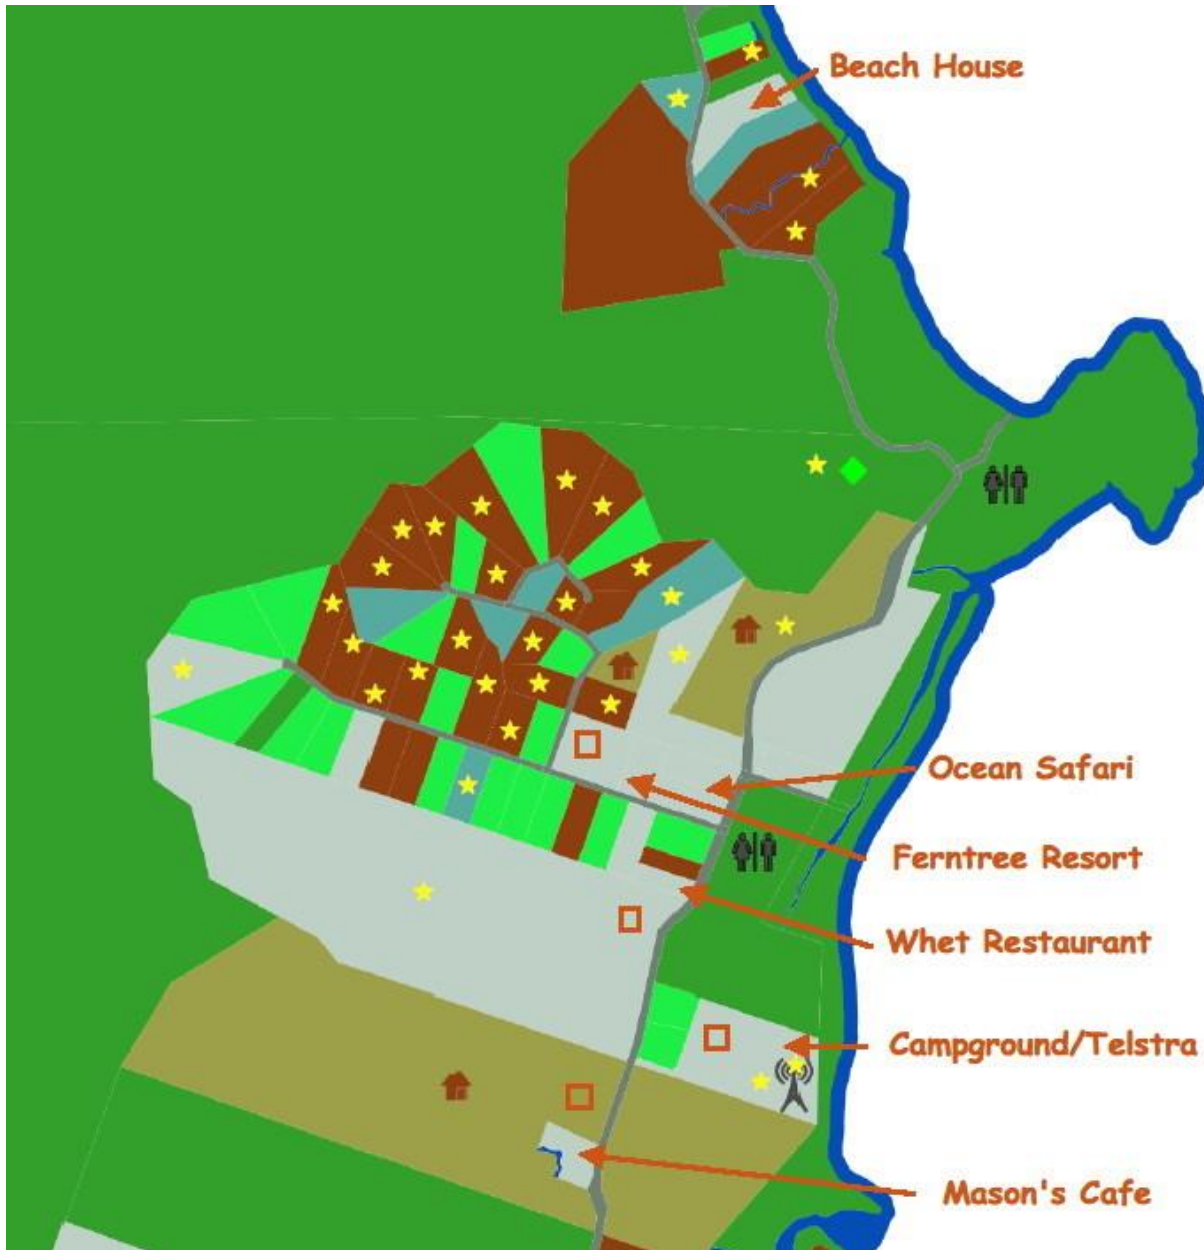 Beach House
Ocean Safari
Ferntree Resort
Whet Restaurant
Campground/Telstra
Mason's Cafe